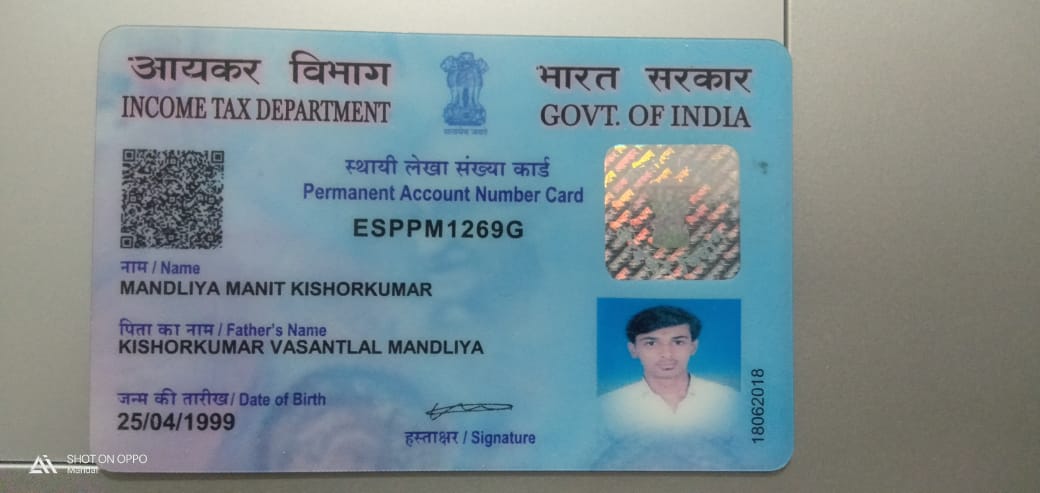 आयकर विभाग
INCOME TAX DEPARTMENT
भारत सरकार
GOVT. OF INDIA
सत्यमेव जयते
स्थायी लेखा संख्या कार्ड
Permanent Account Number Card
ESPPM1269G
नाम / Name
MANDLIYA MANIT KISHORKUMAR
पिता का नाम / Father's Name
KISHORKUMAR VASANTLAL MANDLIYA
जन्म की तारीख / Date of Birth
25/04/1999
हस्ताक्षर / Signature
18062018
SHOT ON OPPO